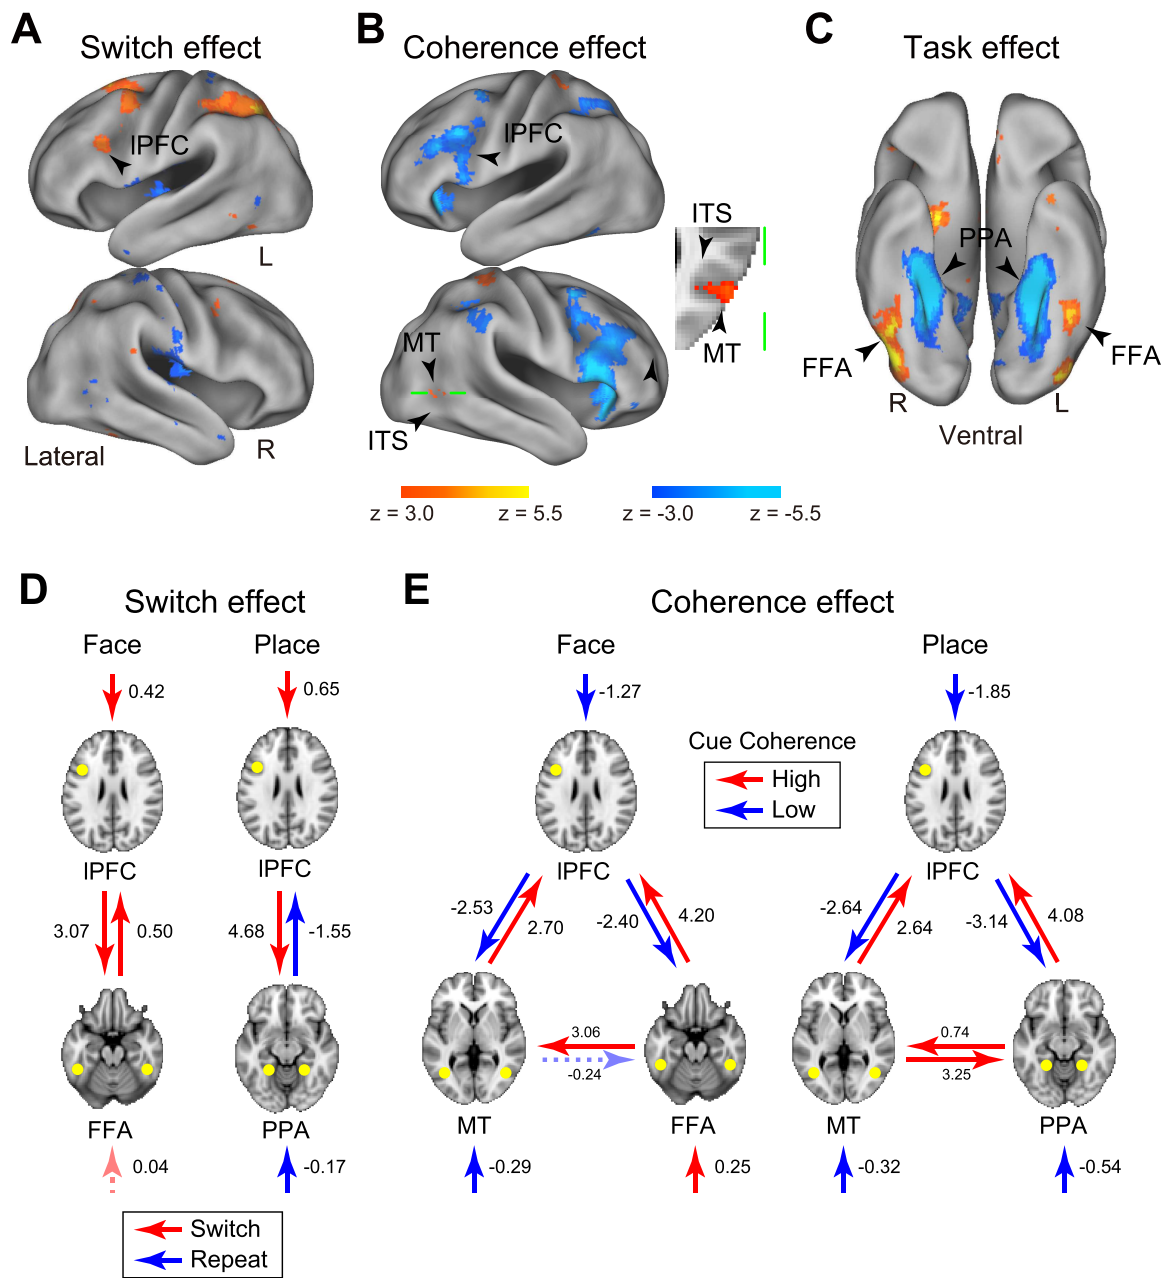 A
Switch effect
lPFC
L
Lateral
R
B
Coherence effect
lPFC
ITS
MT
MT
ITS
C
Task effect
PPA
FFA
FFA
R
L
Ventral
z = 3.0
z = 5.5
z = -3.0
z = -5.5
D
Switch effect
Face
Place
0.42
0.65
lPFC
lPFC
3.07
0.50
4.68
-1.55
FFA
PPA
0.04
-0.17
Switch
Repeat
E
Coherence effect
Face
Place
-1.27
-1.85
Cue Coherence
High
Low
lPFC
lPFC
-2.53
2.70
-2.40
4.20
-2.64
2.64
-3.14
4.08
3.06
-0.24
0.74
3.25
MT
FFA
MT
PPA
-0.29
0.25
-0.32
-0.54